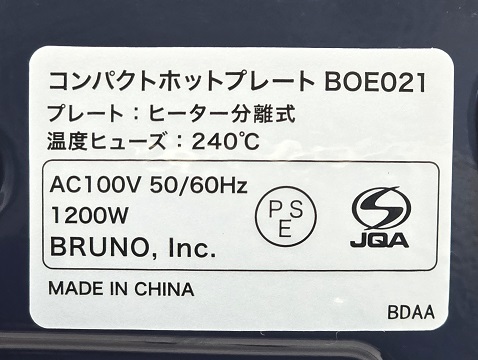 コンパクトホットプレート BOE021
プレート：ヒーター分離式
温度ヒューズ：240℃
AC100V 50/60Hz
1200W
BRUNO, Inc.
PSE
JQA
MADE IN CHINA
BDAA